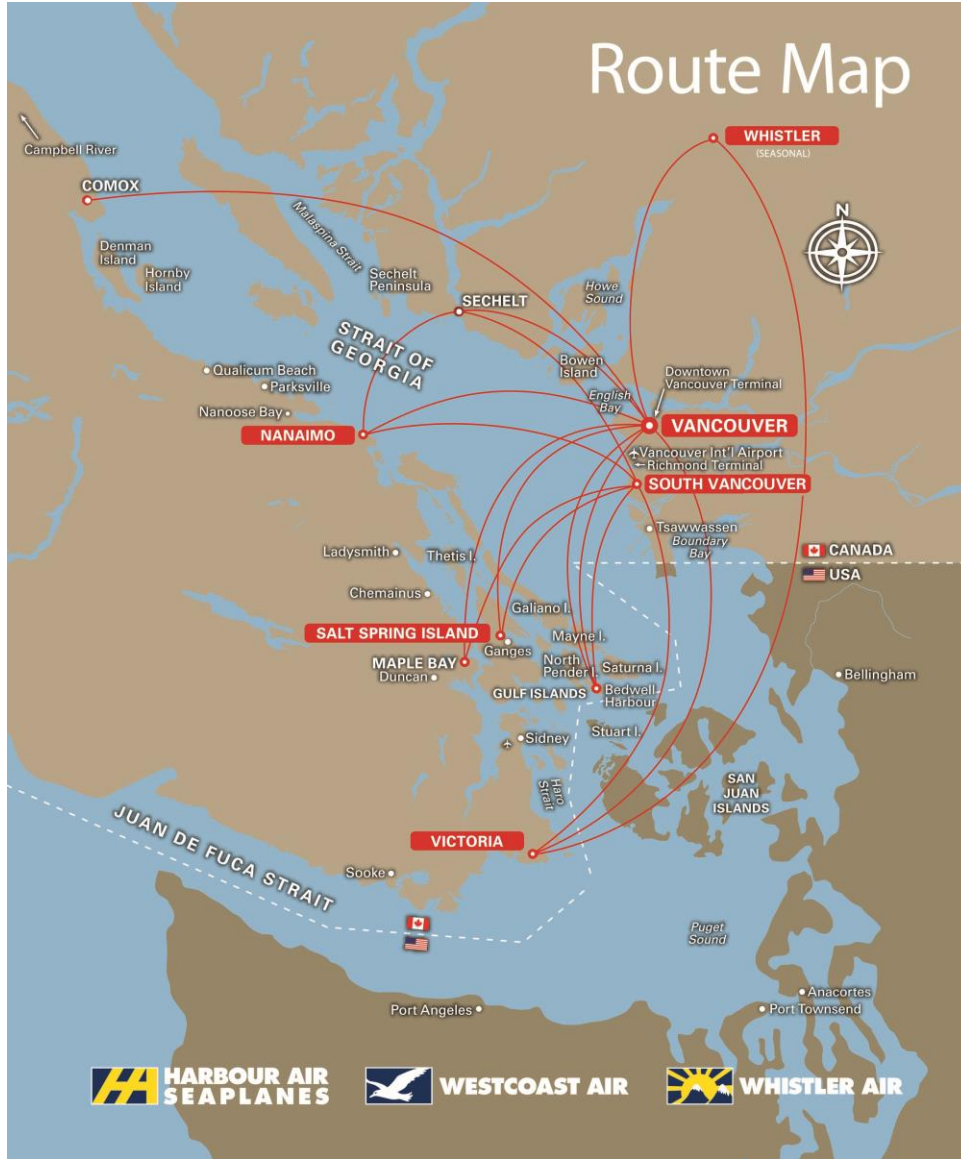 Route Map
WHISTLER
(SEASONAL)
N
Campbell River
COMOX
Denman
Island
Hornby
Island
Malaspina Strait
Sechelt
Peninsula
Howe
Sound
SECHELT
STRAIT OF
GEORGIA
Bowen
Island
English
Bay
Downtown
Vancouver Terminal
Qualicum Beach
Parksville
Nanoose Bay
NANAIMO
VANCOUVER
Vancouver Int'l Airport
Richmond Terminal
SOUTH VANCOUVER
Tsawwassen
Boundary
Bay
CANADA
USA
Ladysmith
Thetis I.
Chemainus
Galiano I.
SALT SPRING ISLAND
Ganges
Mayne I.
MAPLE BAY
Duncan
North
Pender I.
Saturna I.
GULF ISLANDS
Bedwell
Harbour
Bellingham
Stuart I.
Sidney
Haro
Strait
SAN
JUAN
ISLANDS
VICTORIA
JUAN DE FUCA STRAIT
Sooke
Puget
Sound
Anacortes
Port Townsend
Port Angeles
HARBOUR AIR
SEAPLANES
WESTCOAST AIR
WHISTLER AIR